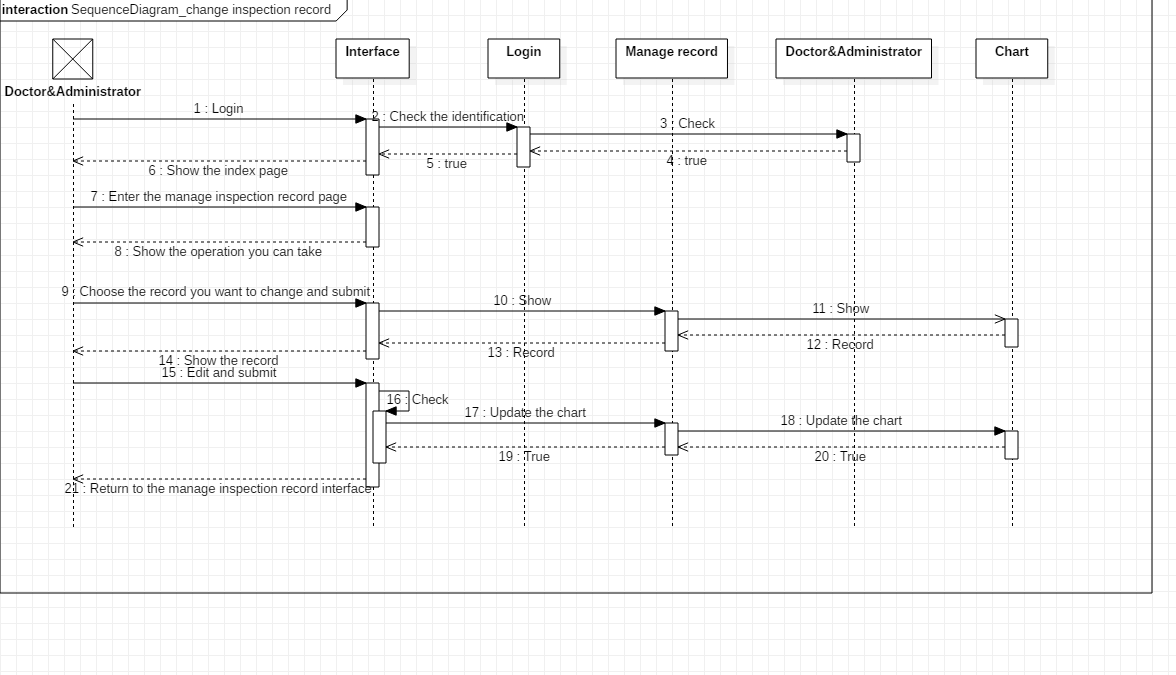 interaction SequenceDiagram_change inspection record
Interface
Login
Manage record
Doctor&Administrator
Chart
Doctor&Administrator
1 : Login
2 : Check the identification
3 : Check
4 : true
5 : true
6 : Show the index page
7 : Enter the manage inspection record page
8 : Show the operation you can take
9 : Choose the record you want to change and submit
10 : Show
11 : Show
12 : Record
13 : Record
14 : Show the record
15 : Edit and submit
16 : Check
17 : Update the chart
18 : Update the chart
19 : True
20 : True
21 : Return to the manage inspection record interface